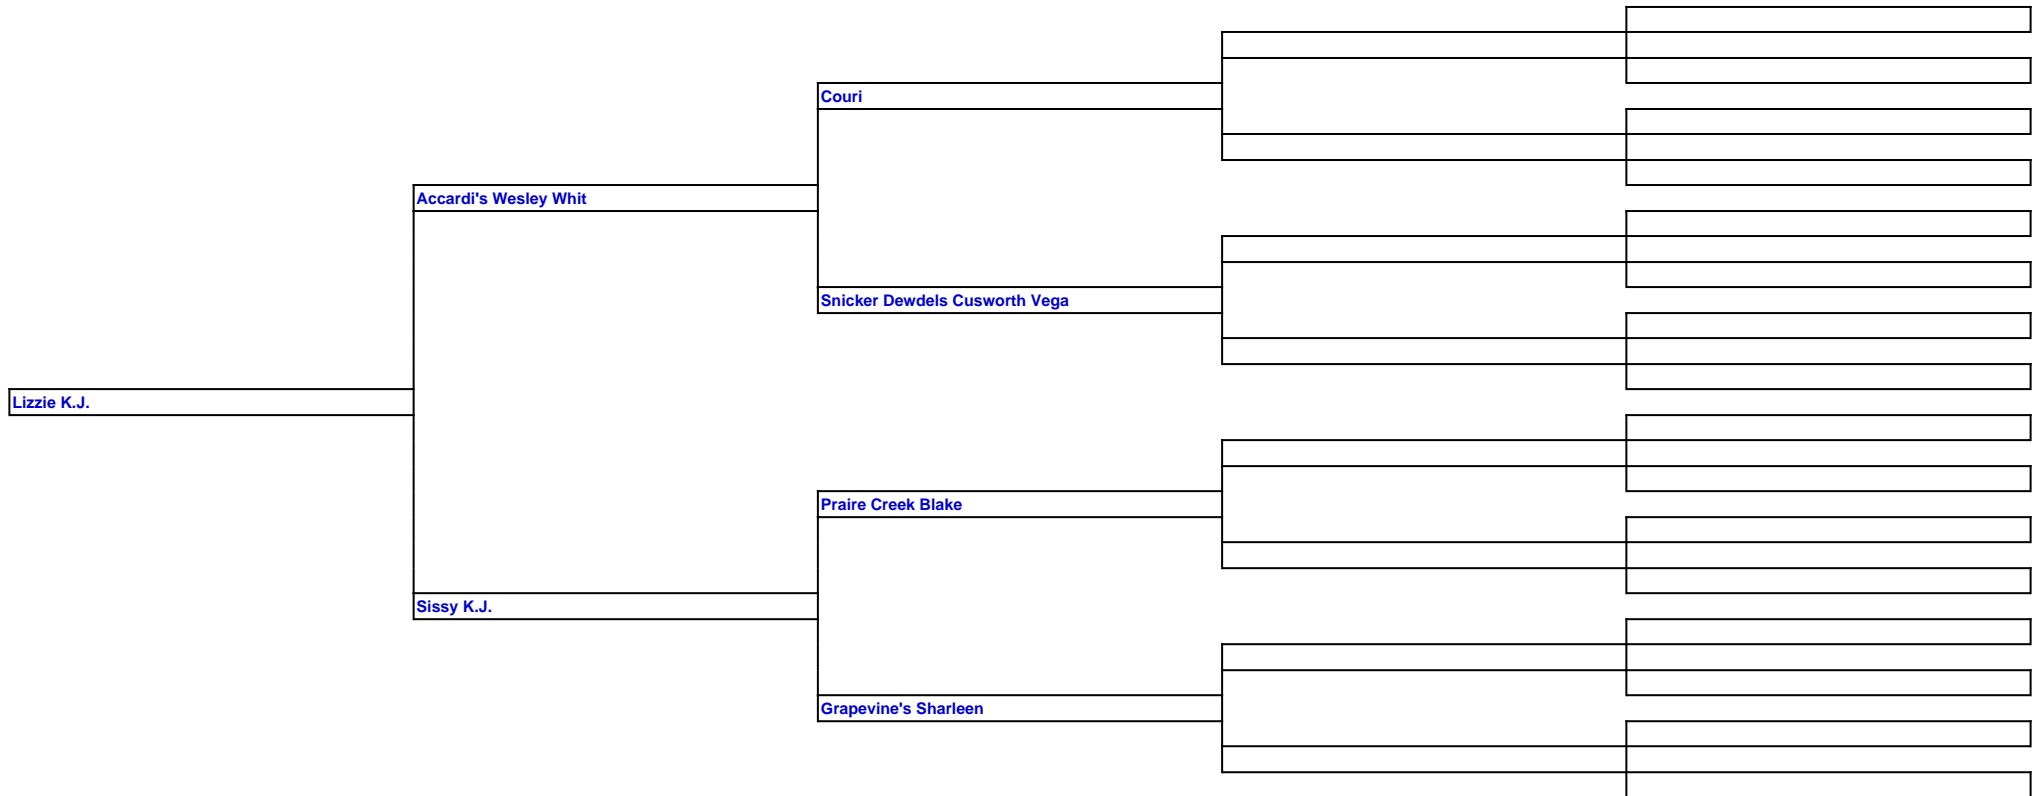 Couri
Accardi's Wesley Whit
Snicker Dewdels Cusworth Vega
Lizzie K.J.
Praire Creek Blake
Sissy K.J.
Grapevine's Sharleen